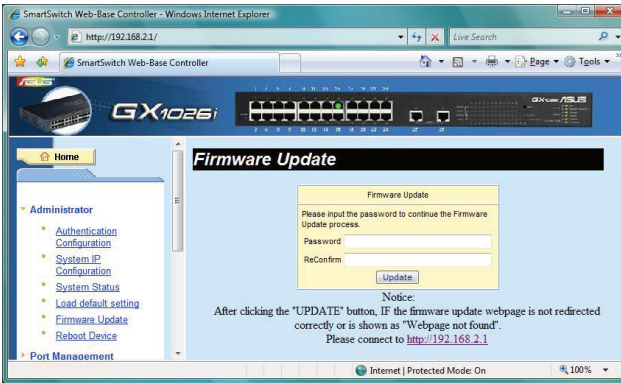 SmartSwitch Web-Base Controller - Windows Internet Explorer
http://192.168.2.1/
Live Search
SmartSwitch Web-Base Controller
Page
Tools
ASUS
GX1026i
ASUS
Home
Firmware Update
Firmware Update
Please input the password to continue the Firmware
Update process.
Password
ReConfirm
Update
Notice:
After clicking the "UPDATE" button, IF the firmware update webpage is not redirected
correctly or is shown as "Webpage not found".
Please connect to http://192.168.2.1
Administrator
Authentication
Configuration
System IP
Configuration
System Status
Load default setting
Firmware Update
Reboot Device
Port Management
Internet | Protected Mode: On
100%